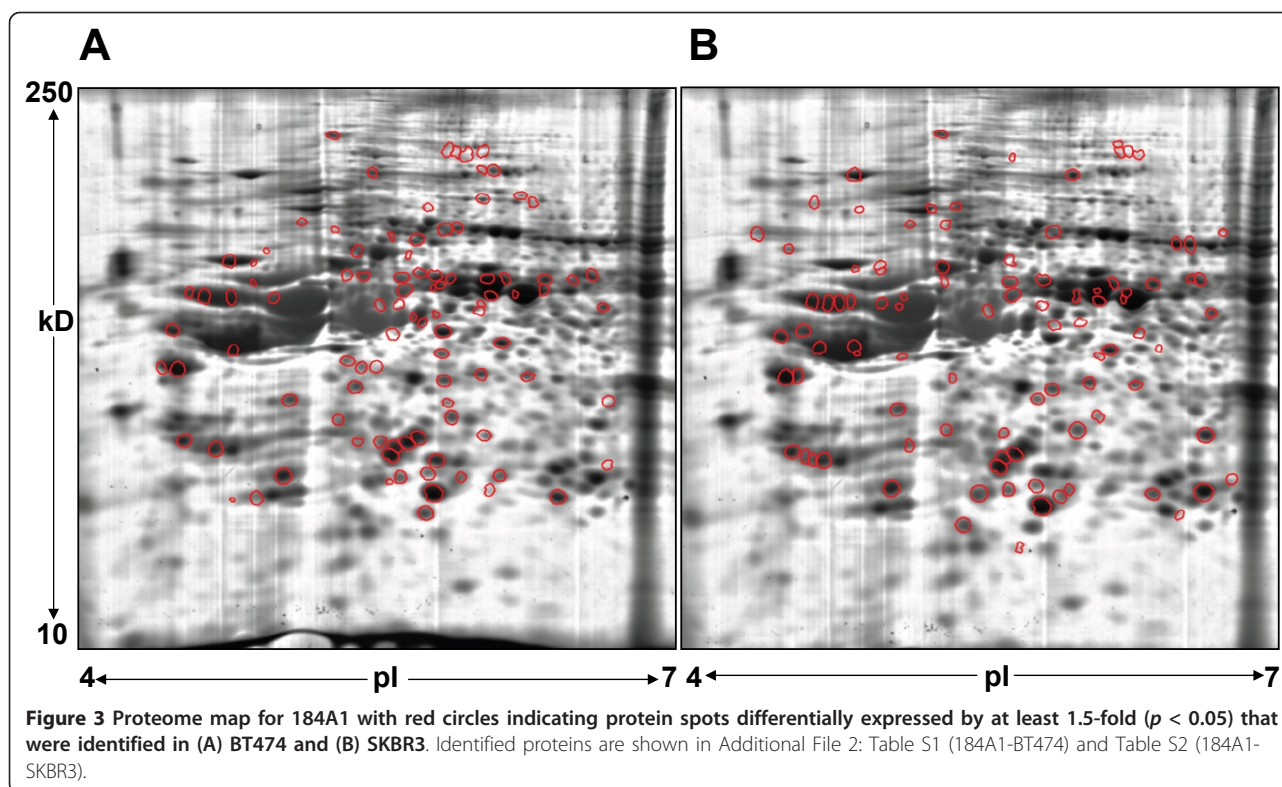 A
B
250
kD
10
4 pI 7 4 pI 7
Figure 3 Proteome map for 184A1 with red circles indicating protein spots differentially expressed by at least 1.5-fold (p < 0.05) that
were identified in (A) BT474 and (B) SKBR3. Identified proteins are shown in Additional File 2: Table S1 (184A1-BT474) and Table S2 (184A1-
SKBR3).